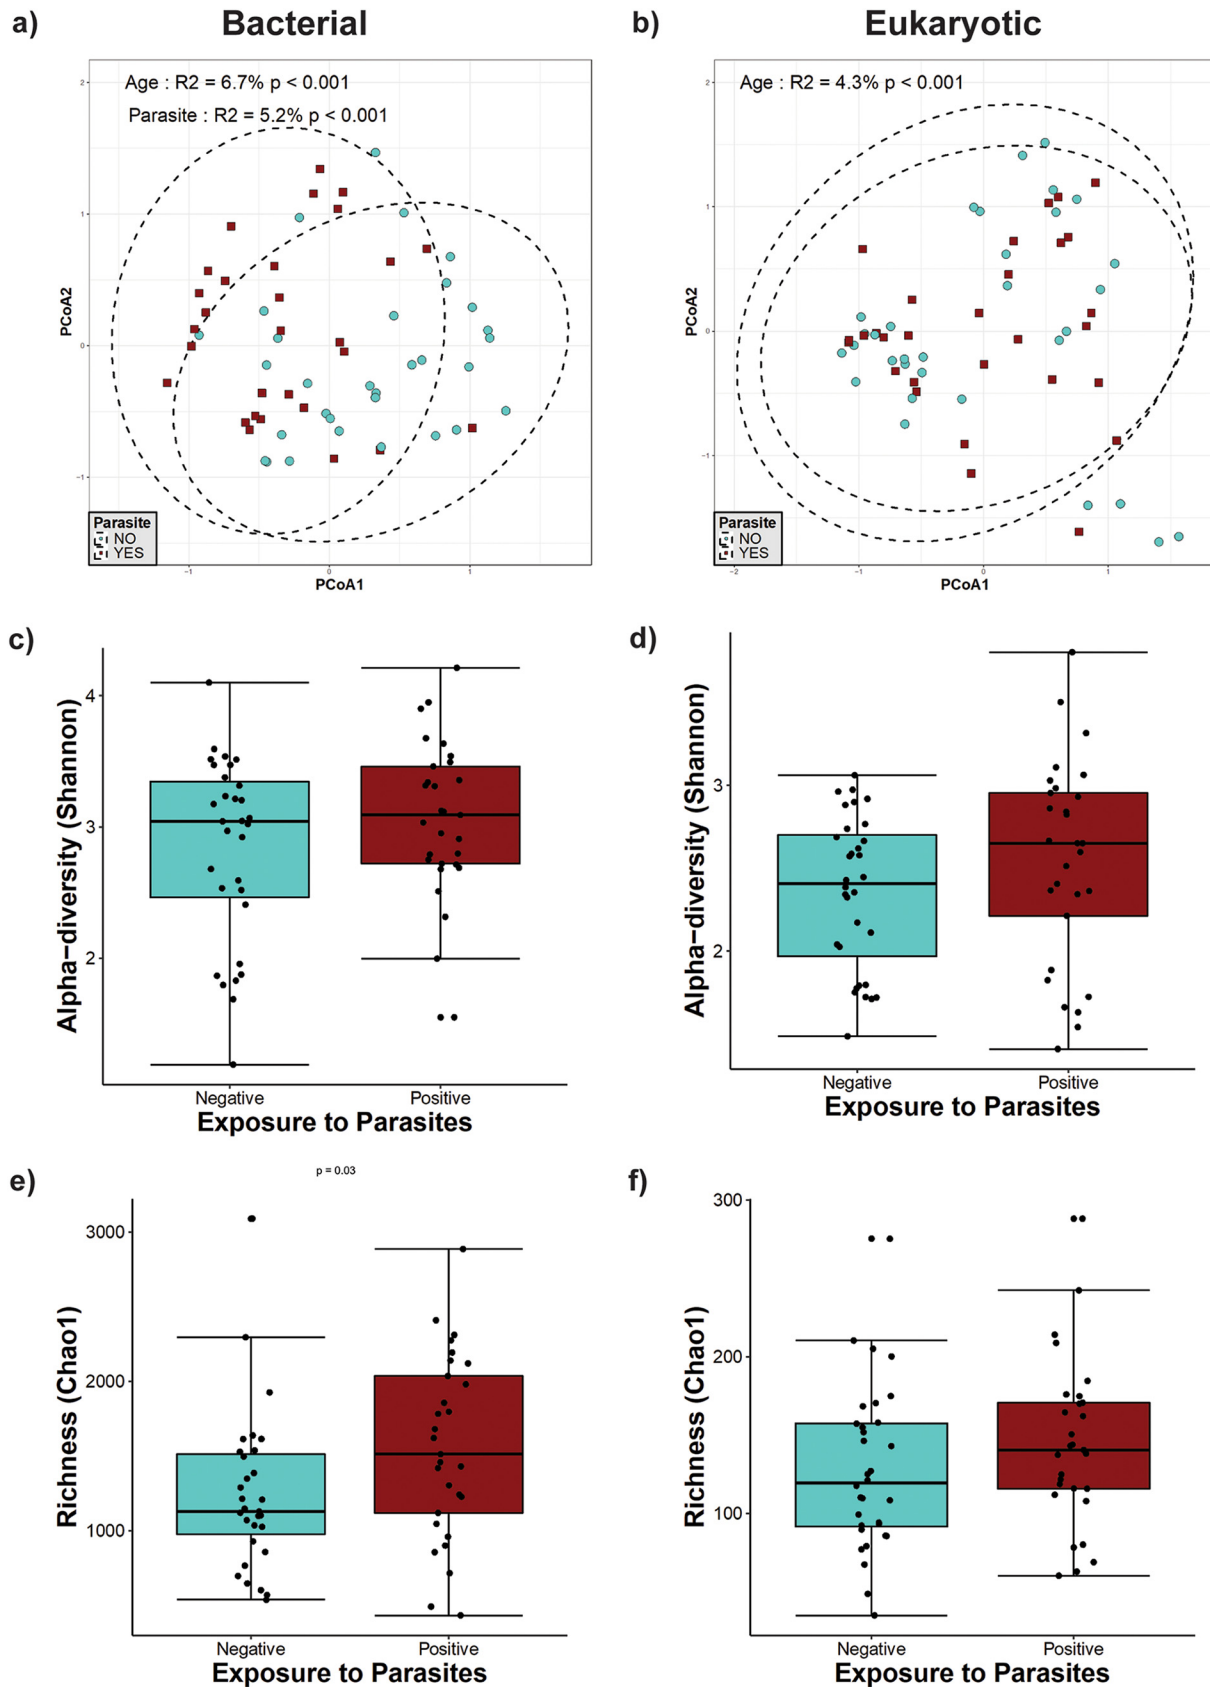 a)
Bacterial
Age : R2 = 6.7% p < 0.001
Parasite : R2 = 5.2% p < 0.001
PCoA2
2
1
0
−1
Parasite
NO
YES
−1
0
1
PCoA1
b)
Eukaryotic
Age : R2 = 4.3% p < 0.001
PCoA2
2
1
0
−1
Parasite
NO
YES
−2
−1
0
1
PCoA1
c)
Alpha−diversity (Shannon)
4
3
2
Negative
Positive
Exposure to Parasites
d)
Alpha−diversity (Shannon)
3
2
Negative
Positive
Exposure to Parasites
e)
p = 0.03
Richness (Chao1)
3000
2000
1000
Negative
Positive
Exposure to Parasites
f)
Richness (Chao1)
300
200
100
Negative
Positive
Exposure to Parasites